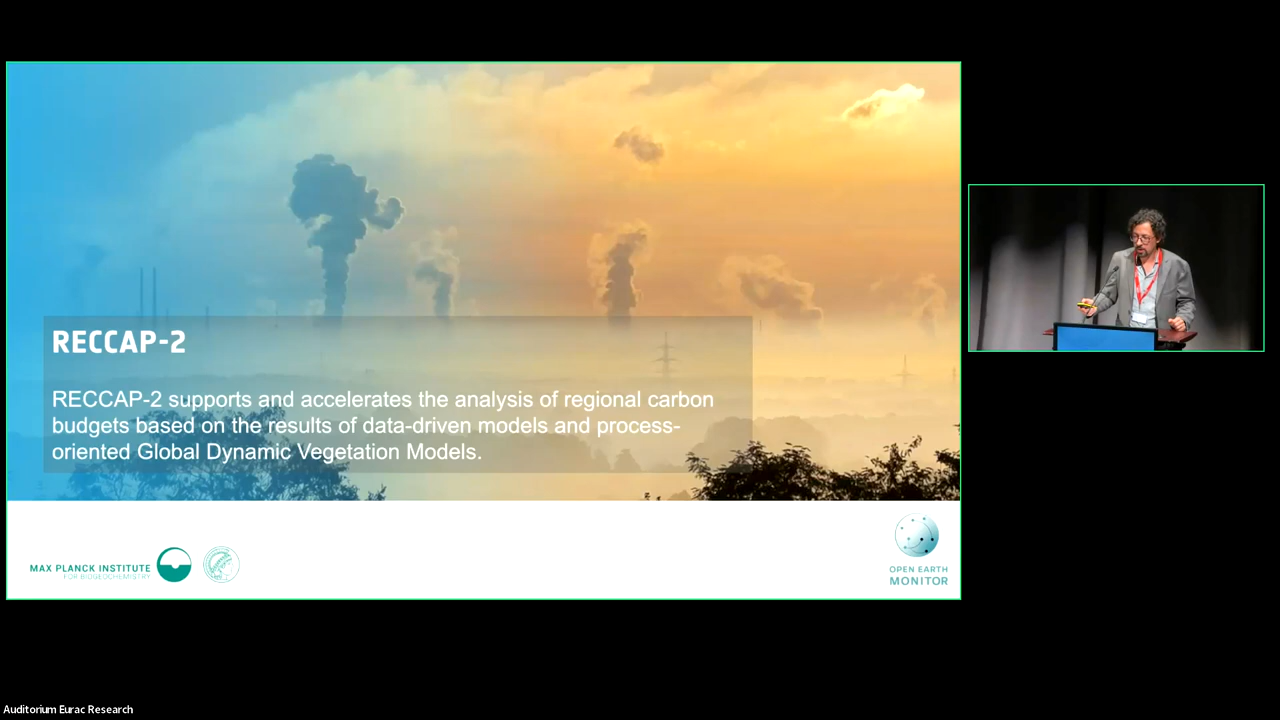 RECCAP-2
RECCAP-2 supports and accelerates the analysis of regional carbon
budgets based on the results of data-driven models and process-
oriented Global Dynamic Vegetation Models.
MAX PLANCK INSTITUTE
FOR BIOGEOCHEMISTRY
OPEN EARTH
MONITOR
Auditorium Eurac Research